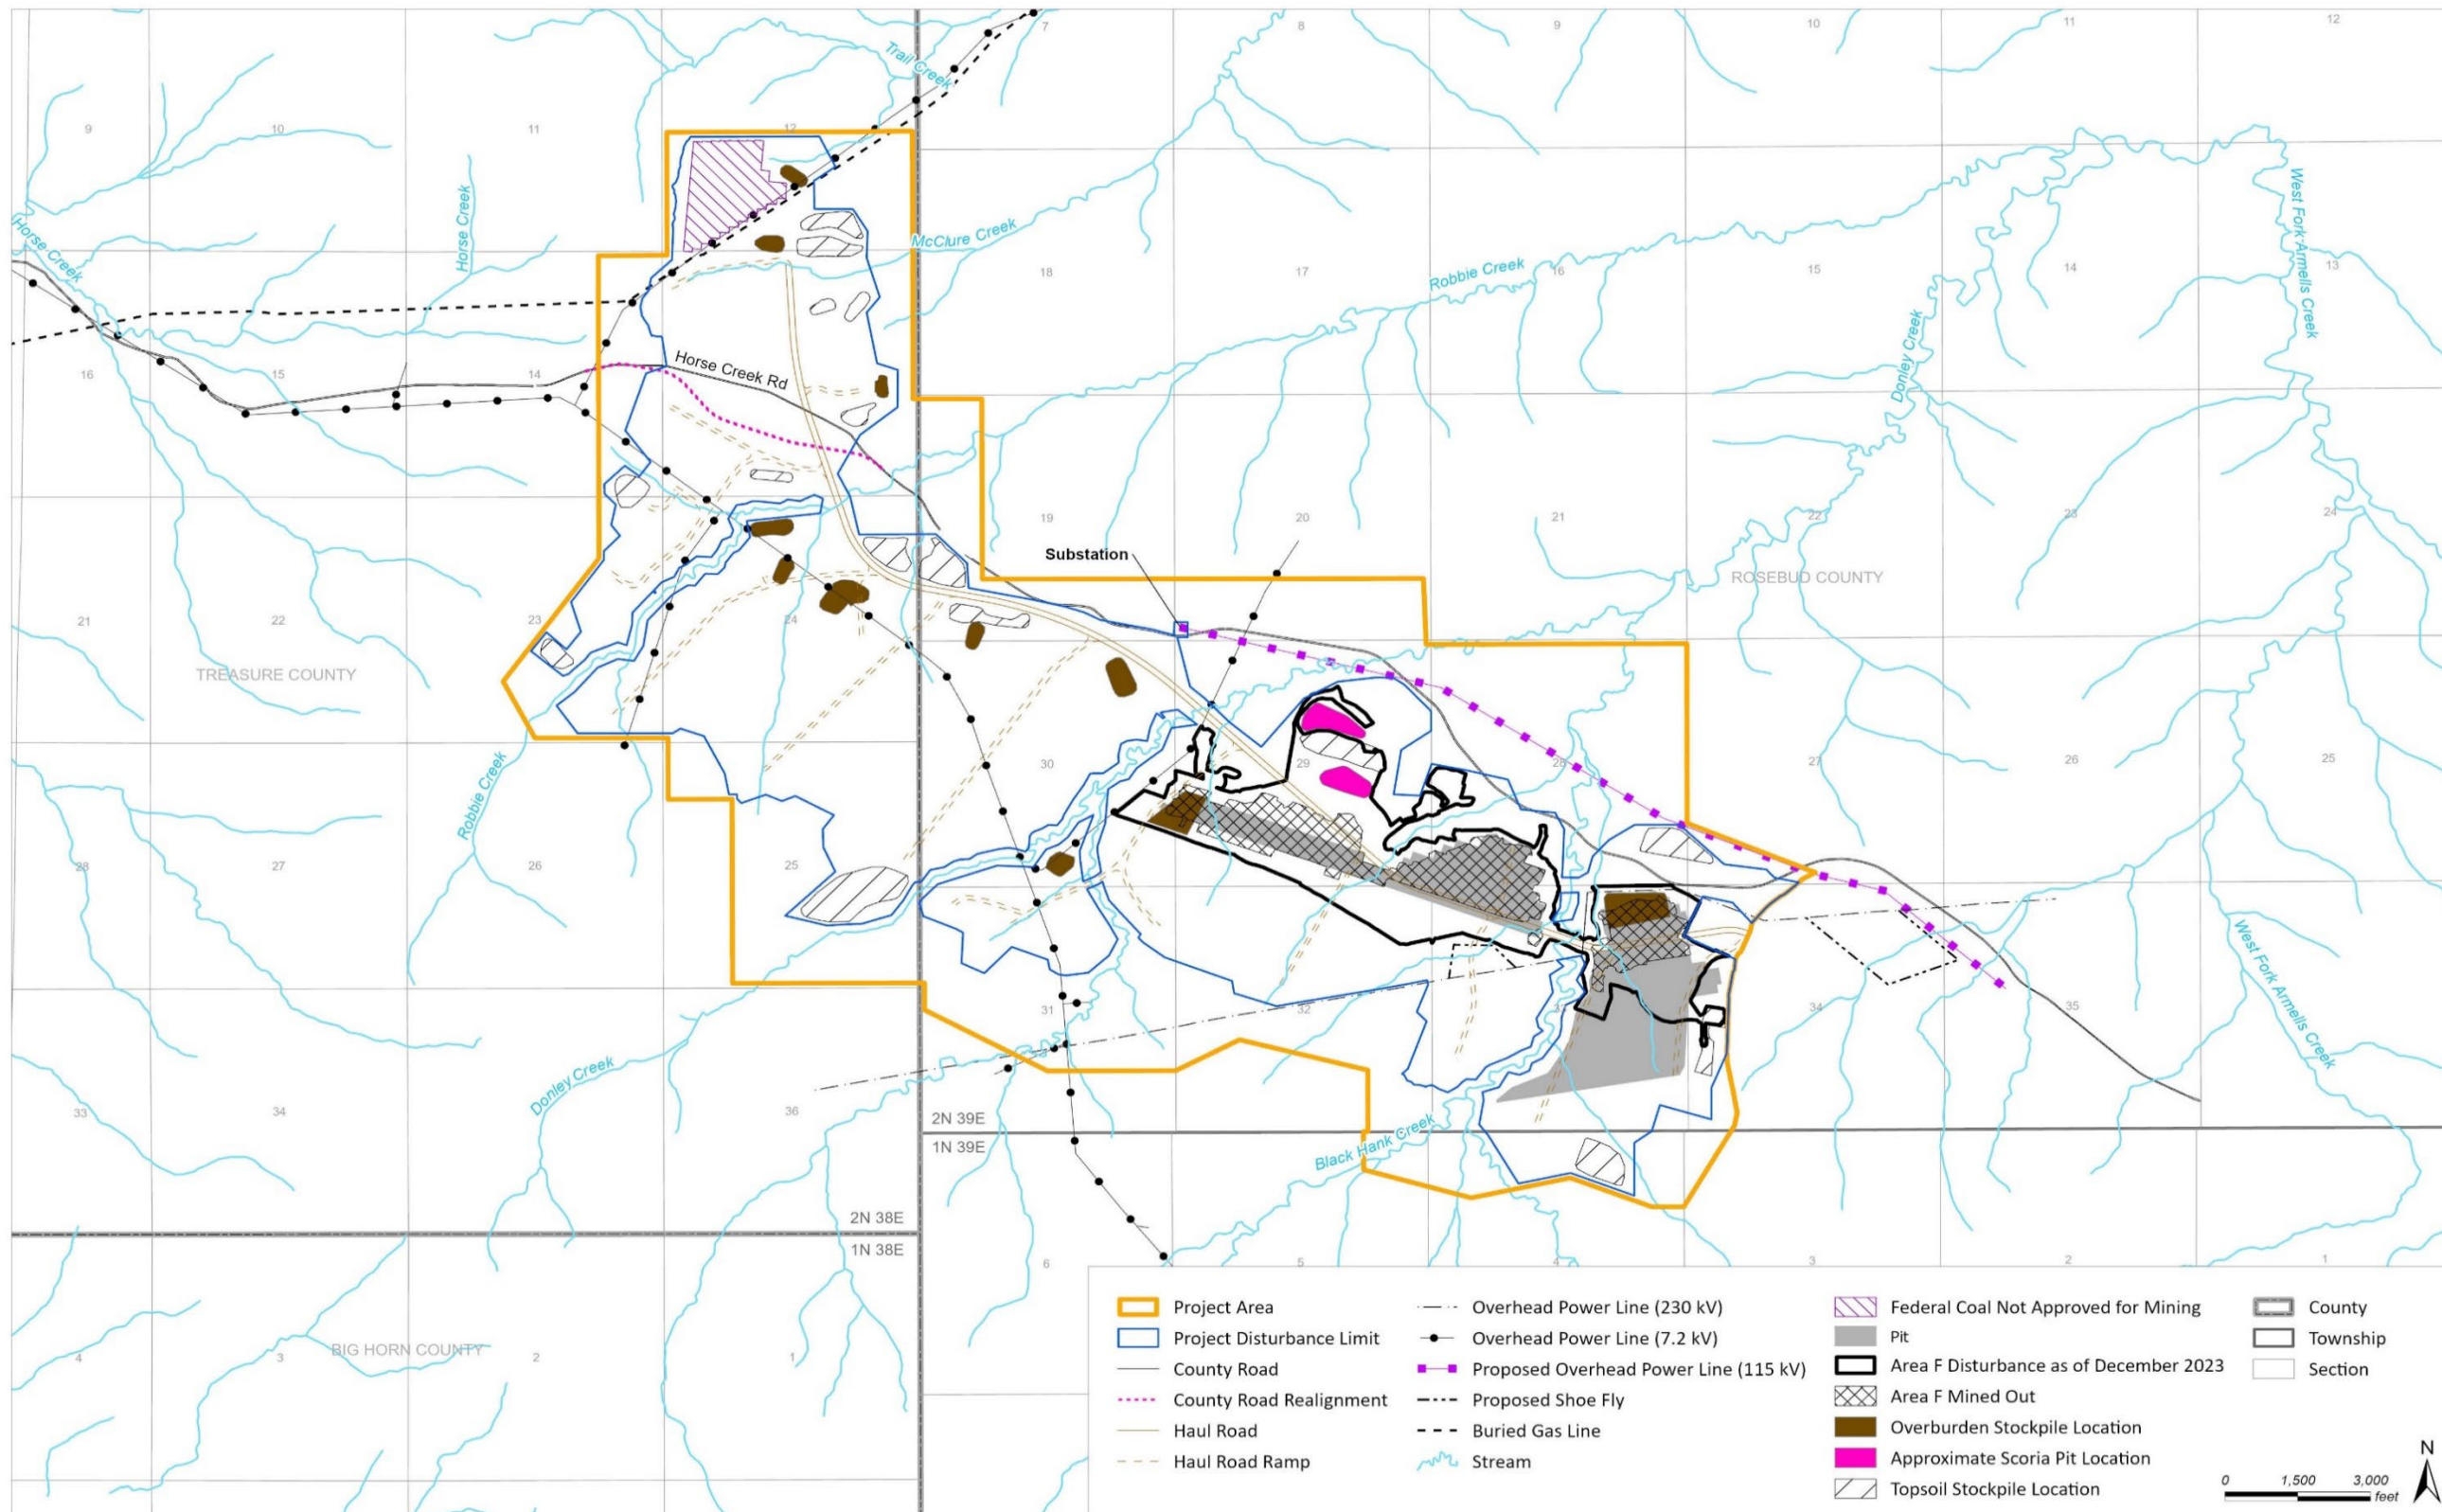 7
8
9
10
11
12
Trail Creek
9
10
11
12
Horse Creek
Horse Creek
McClure Creek
18
17
Robbie Creek
16
15
14
13
West Fork Armells Creek
Donley Creek
16
15
14
Horse Creek Rd
19
20
21
22
23
24
Substation
ROSEBUD COUNTY
21
22
23
24
TREASURE COUNTY
30
29
28
27
26
25
Robbie Creek
28
27
26
25
West Fork Armells Creek
31
32
33
34
35
Donley Creek
33
34
36
2N 39E
1N 39E
Black Hank Creek
2N 38E
1N 38E
6
5
4
3
2
1
BIG HORN COUNTY
4
3
2
1
Project Area
Project Disturbance Limit
County Road
County Road Realignment
Haul Road
Haul Road Ramp
Overhead Power Line (230 kV)
Overhead Power Line (7.2 kV)
Proposed Overhead Power Line (115 kV)
Proposed Shoe Fly
Buried Gas Line
Stream
Federal Coal Not Approved for Mining
Pit
Area F Disturbance as of December 2023
Area F Mined Out
Overburden Stockpile Location
Approximate Scoria Pit Location
Topsoil Stockpile Location
County
Township
Section
N
0 1,500 3,000
feet